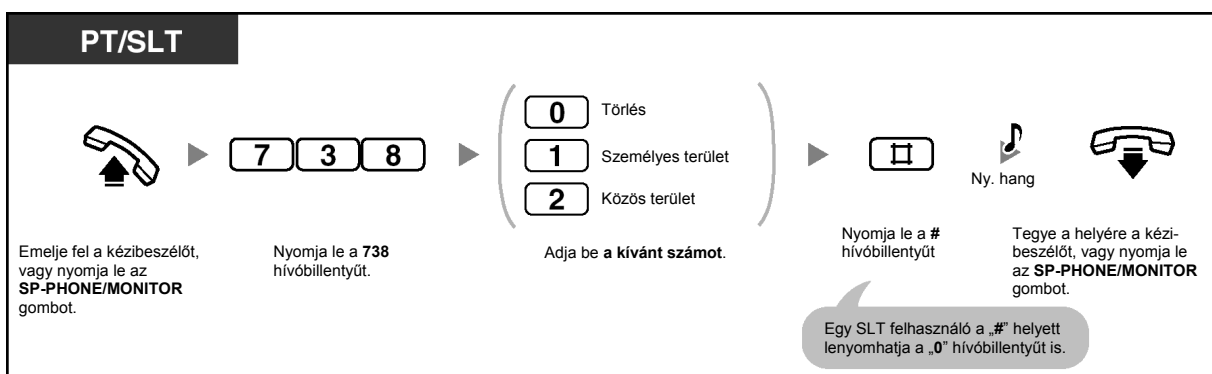 PT/SLT
0 Törlés
1 Személyes terület
2 Közös terület
7 3 8
#
Ny. hang
Emelje fel a kézibeszélőt,
vagy nyomja le az
SP-PHONE/MONITOR
gombot.
Nyomja le a 738
hívóbillentyűt.
Adja be a kívánt számot.
Nyomja le a #
hívóbillentyűt
Tegye a helyére a kézi-
beszélőt, vagy nyomja le
az SP-PHONE/MONITOR
gombot.
Egy SLT felhasználó a „#” helyett
lenyomhatja a „0” hívóbillentyűt is.